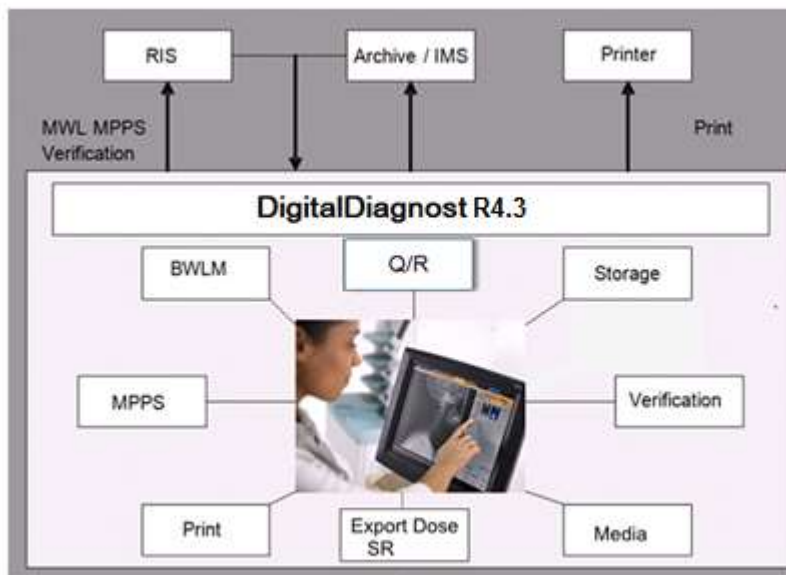 RIS
Archive / IMS
Printer
MWL MPPS
Verification
Print
DigitalDiagnost R4.3
BWLM
Q/R
Storage
MPPS
Verification
Print
Export Dose
SR
Media